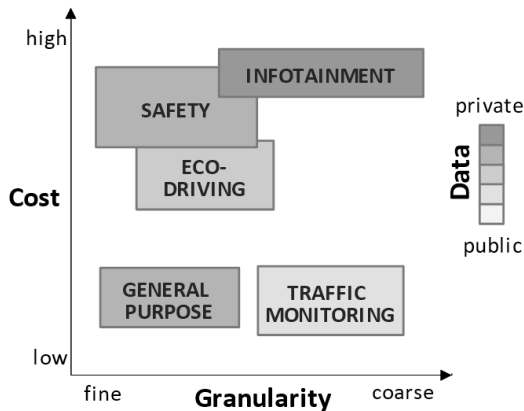 high
INFOTAINMENT
SAFETY
private
ECO-
DRIVING
Data
Cost
public
GENERAL
PURPOSE
TRAFFIC
MONITORING
low
fine
Granularity
coarse